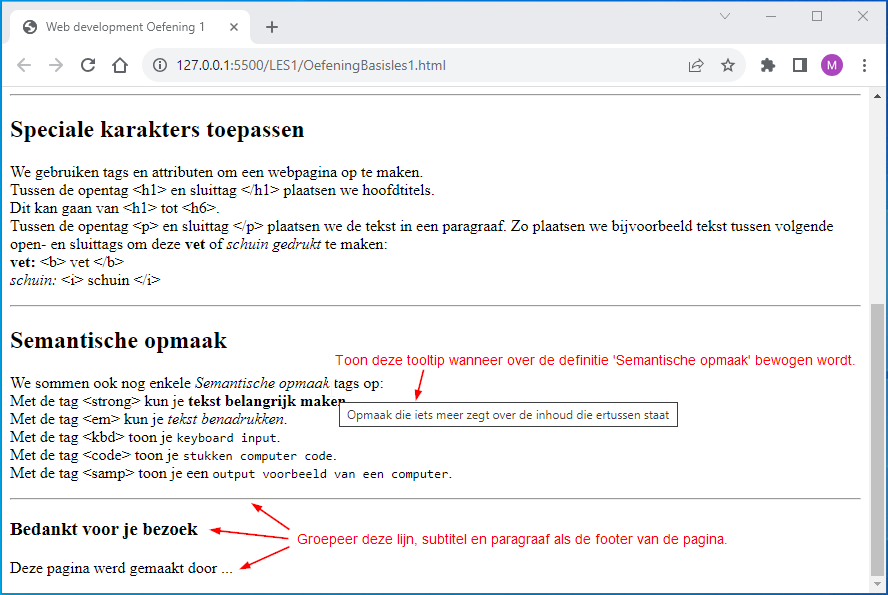 Web development Oefening 1
127.0.0.1:5500/LES1/OefeningBasisles1.html
M
Speciale karakters toepassen
We gebruiken tags en attributen om een webpagina op te maken.
Tussen de opentag <h1> en sluittag </h1> plaatsen we hoofdtitels.
Dit kan gaan van <h1> tot <h6>.
Tussen de opentag <p> en sluittag </p> plaatsen we de tekst in een paragraaf. Zo plaatsen we bijvoorbeeld tekst tussen volgende
open- en sluittags om deze vet of schuin gedrukt te maken:
vet: <b> vet </b>
schuin: <i> schuin </i>
Semantische opmaak
Toon deze tooltip wanneer over de definitie 'Semantische opmaak' bewogen wordt.
We sommen ook nog enkele Semantische opmaak tags op:
Met de tag <strong> kun je tekst belangrijk maken
Opmaak die iets meer zegt over de inhoud die ertussen staat
Met de tag <em> kun je tekst benadrukken.
Met de tag <kbd> toon je keyboard input.
Met de tag <code> toon je stukken computer code.
Met de tag <samp> toon je een output voorbeeld van een computer.
Bedankt voor je bezoek
Groepeer deze lijn, subtitel en paragraaf als de footer van de pagina.
Deze pagina werd gemaakt door ...